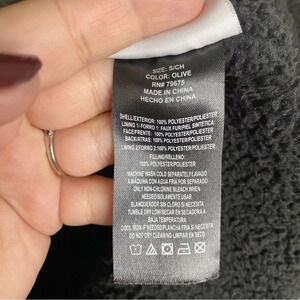 SIZE: S/CH
COLOR: OLIVE
RN# 79675
MADE IN CHINA
HECHO EN CHINA
SHELL/EXTERIOR: 100% POLYESTER/POLIESTER
LINING 1: FORRO 1: FAUX FUR/PIEL SINTÉTICA:
FACE/FRENTE: 100% POLYESTER/POLIESTER
BACK/ATRAS: 100% POLYESTER/POLIESTER
LINING 2/FORRO 2:100% POLYESTER/POLIESTER
FILLING/RELLENO:
100% POLYESTER/POLIESTER
MACHINE WASH COLD SEPARATELY/LAVADO
A MAQUINA CON AGUA FRIA POR SEPARADO
ONLY NON-CHLORINE BLEACH WHEN
NEEDED/SOLAMENTE USAR
BLANQUEADOR SIN CLORO SI NECESITA
TUMBLE DRY LOW/SECAR EN SECADORA A
BAJA TEMPERATURA
COOL IRON-IF NEEDED/PLANCHA FRIA SI NECESITA
DO NOT DRY CLEAN/NO LIMPIAR EN SECO